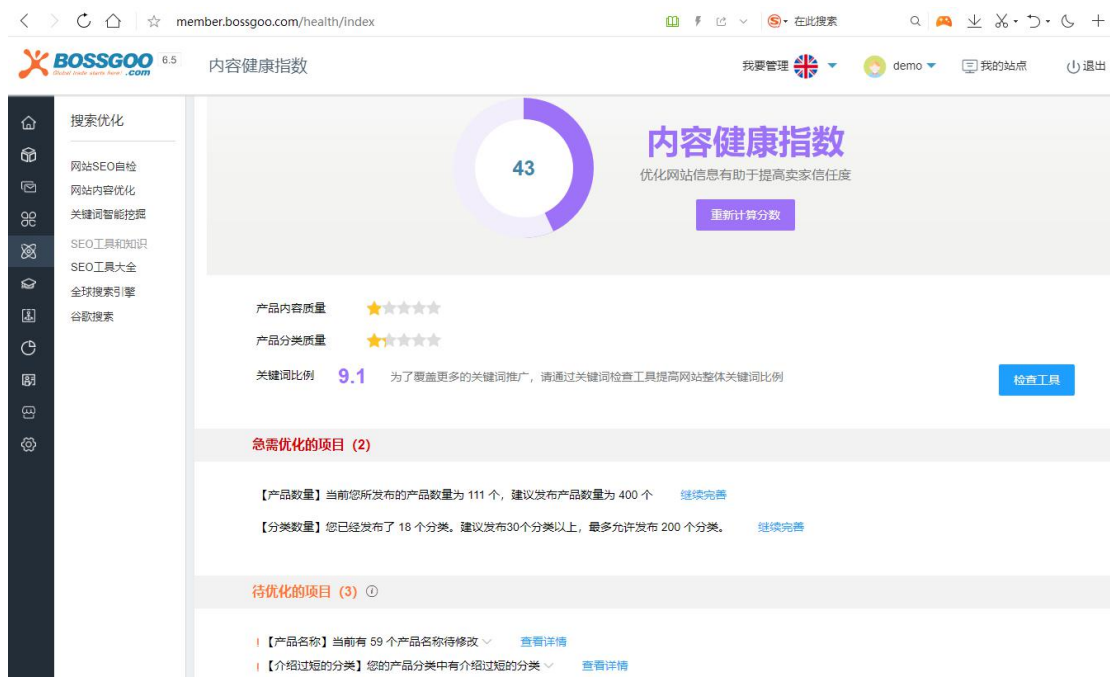 member.bossgoo.com/health/index
在此搜索
BOSSGOO
.com
6.5
内容健康指数
我要管理
demo
我的站点
退出
搜索优化
网站SEO自检
网站内容优化
关键词智能挖掘
SEO工具和知识
SEO工具大全
全球搜索引擎
谷歌搜索
43
内容健康指数
优化网站信息有助于提高卖家信任度
重新计算分数
产品内容质量
产品分类质量
关键词比例 9.1 为了覆盖更多的关键词推广，请通过关键词检查工具提高网站整体关键词比例
检查工具
急需优化的项目（2）
【产品数量】当前您所发布的产品数量为 111 个，建议发布产品数量为 400 个 继续完善
【分类数量】您已经发布了 18 个分类。建议发布30个分类以上，最多允许发布 200 个分类。 继续完善
待优化的项目（3）
! 【产品名称】当前有 59 个产品名称待修改 查看详情
! 【介绍过短的分类】您的产品分类中有介绍过短的分类 查看详情